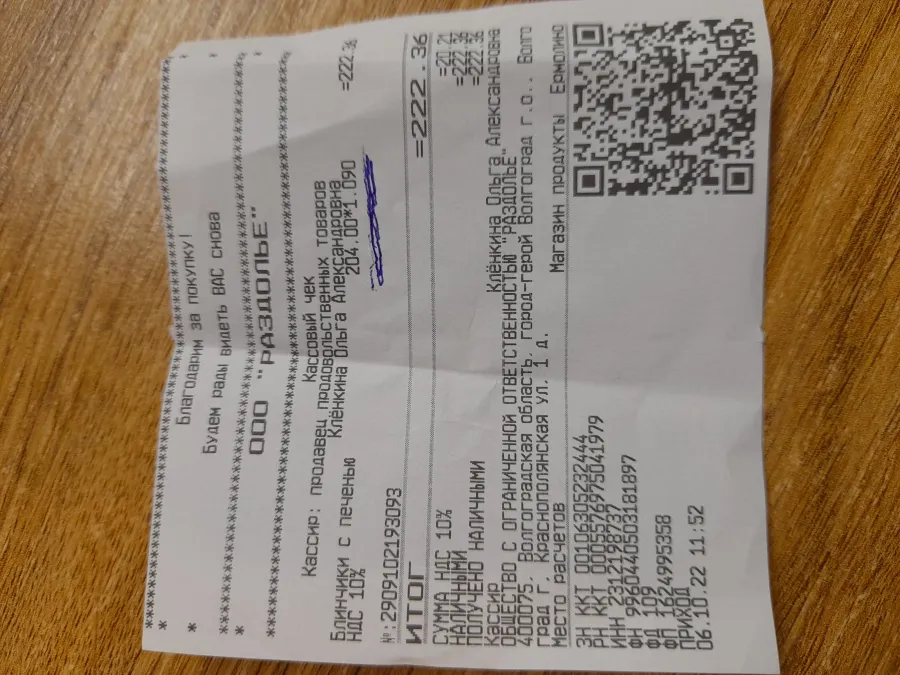 ************************************
* Благодарим за покупку! '
* Будем рады видеть ВАС снова '
************************************
* ООО "РАЗДОЛЬЕ" '
************************************
Кассовый чек
Кассир: продавец продовольственных товаров
Клёнкина Ольга Александровна
Блинчики с печенью 204.00*1.090
НДС 10% =222.36
№:2909102193093
ИТОГ =222.36
СУММА НДС 10% =20.21
НАЛИЧНЫМИ =222.36
ПОЛУЧЕНО НАЛИЧНЫМИ =222.36
Кассир Клёнкина Ольга Александровна
ОБЩЕСТВО С ОГРАНИЧЕННОЙ ОТВЕТСТВЕННОСТЬЮ "РАЗДОЛЬЕ"
400075, Волгоградская область, город-герой Волгоград г.о., Волго
град г, Краснополянская ул. 1 д.
Место расчетов Магазин продукты Ермолино
ЗН ККТ 00106305232444
РН ККТ 0005576975041979
ИНН 2312198737
ФН 9960440503181897
ФД 109
ФП 1624995358
ПРИХОД
06.10.22 11:52